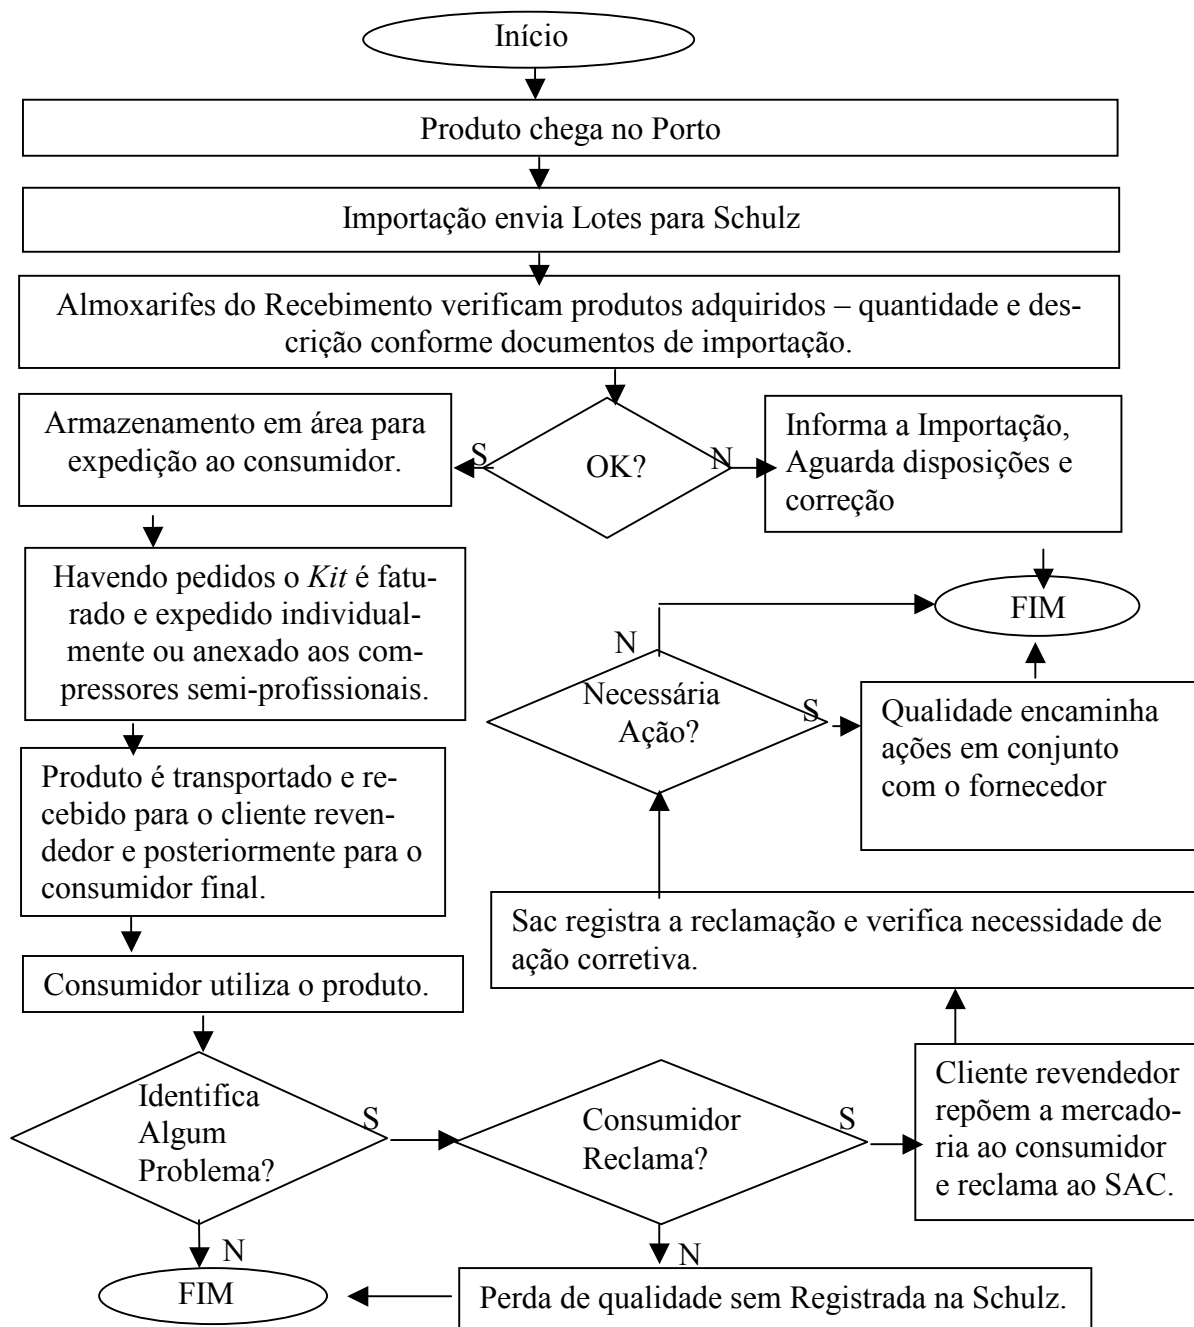 Início
Produto chega no Porto
Importação envia Lotes para Schulz
Almoxarifes do Recebimento verificam produtos adquiridos – quantidade e des-
crição conforme documentos de importação.
Armazenamento em área para
expedição ao consumidor.
S
OK?
N
Informa a Importação,
Aguarda disposições e
correção
Havendo pedidos o Kit é fatu-
rado e expedido individual-
mente ou anexado aos com-
pressores semi-profissionais.
FIM
N
Necessária
Ação?
S
Qualidade encaminha
ações em conjunto
com o fornecedor
Produto é transportado e re-
cebido para o cliente reven-
dedor e posteriormente para o
consumidor final.
Sac registra a reclamação e verifica necessidade de
ação corretiva.
Consumidor utiliza o produto.
Identifica
Algum
Problema?
S
Consumidor
Reclama?
S
Cliente revendedor
repõem a mercado-
ria ao consumidor
e reclama ao SAC.
N
N
FIM
Perda de qualidade sem Registrada na Schulz.